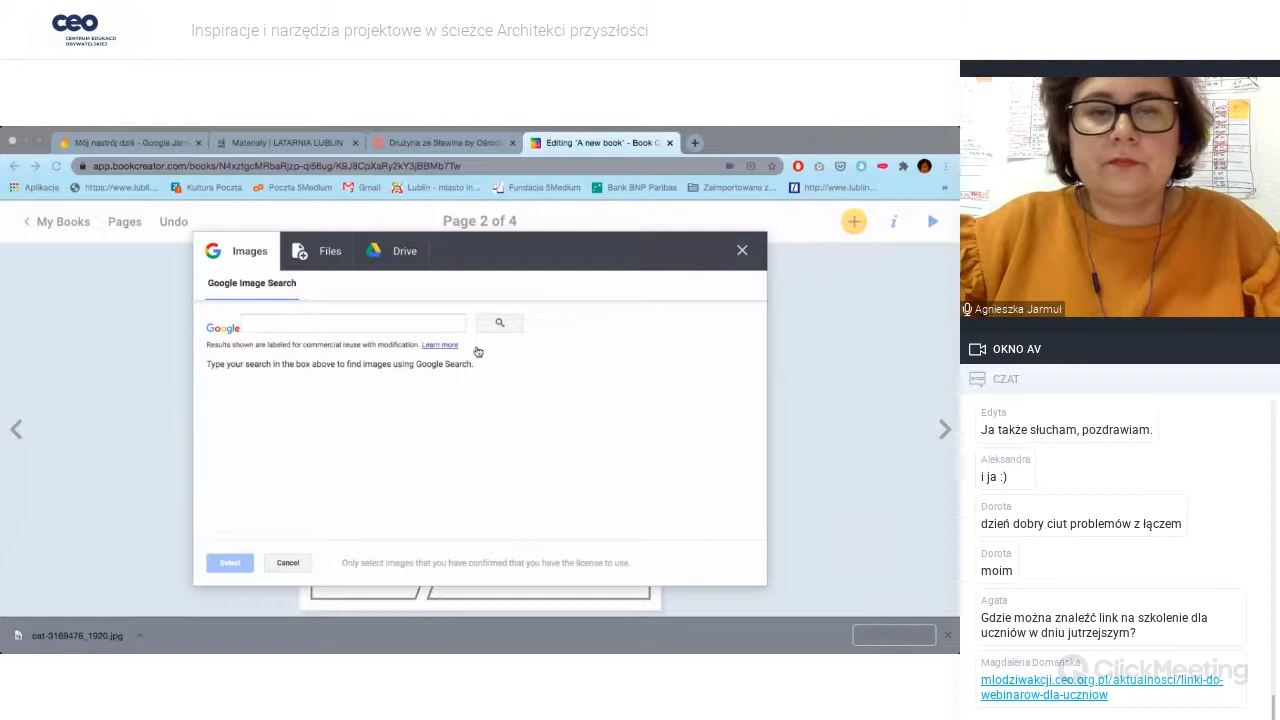 ceo
CENTRUM EDUKACJI
OBYWATELSKIEJ
Inspiracje i narzędzia projektowe w ścieżce Architekci przyszłości
Mój nastrój dziś - Google Jam
Materiały | LATARNIA LUBLIN
Drużyna ze Sławina by Ośrod
Editing 'A new book' - Book C
app.bookcreator.com/books/
Aplikacje
https://www.lubli...
Kultura Poczta
Poczta 5Medium
Gmail
Lublin - miasto in...
Fundacja 5Medium
Bank BNP Paribas
Zaimportowane z...
http://www.lublin...
My Books
Pages
Undo
Page 2 of 4
Images
Files
Drive
Google Image Search
Google
Results shown are labeled for commercial reuse with modification. Learn more
Type your search in the box above to find images using Google Search.
Select
Cancel
Only select images that you have confirmed that you have the license to use.
cat-3169476_1920.jpg
Agnieszka Jarmuł
OKNO AV
CZAT
Edyta
Ja także słucham, pozdrawiam.
Aleksandra
i ja :)
Dorota
dzień dobry ciut problemów z łączem
Dorota
moim
Agata
Gdzie można znaleźć link na szkolenie dla
uczniów w dniu jutrzejszym?
Magdalena Domańska
mlodziwakcji.ceo.org.pl/aktualnosci/linki-do-
webinarow-dla-uczniow
ClickMeeting